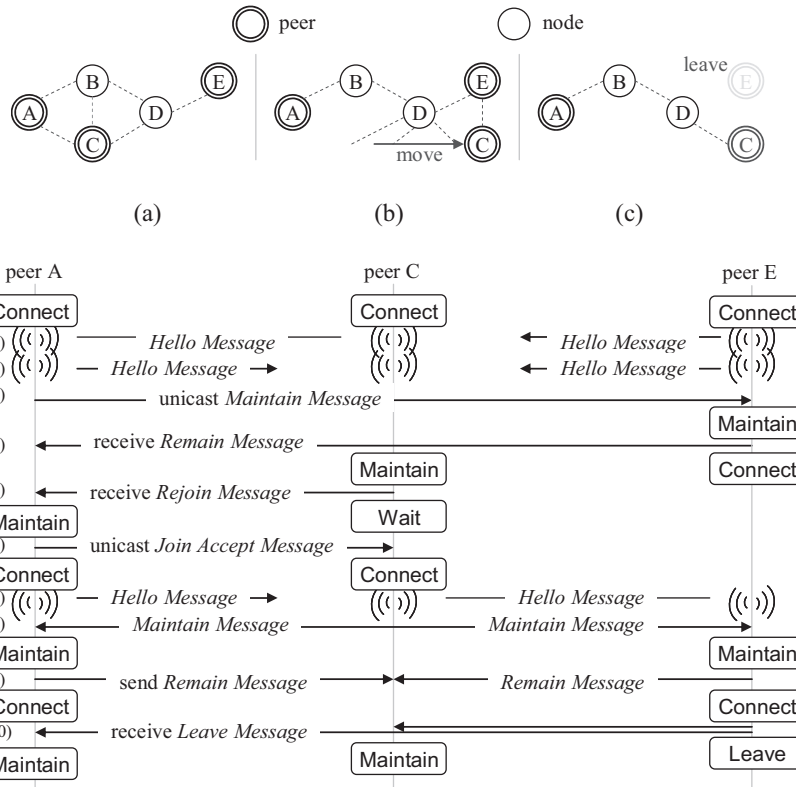 peer node
A B C D E
A B D E C move
A B D leave E C
(a) (b) (c)
peer A peer C peer E
Connect Connect Connect
) Hello Message Hello Message
) Hello Message Hello Message
) unicast Maintain Message
Maintain
) receive Remain Message
Maintain Connect
) receive Rejoin Message
Maintain Wait
) unicast Join Accept Message
Connect Connect
) Hello Message Hello Message
) Maintain Message Maintain Message
Maintain Maintain
) send Remain Message Remain Message
Connect Connect
0) receive Leave Message
Maintain Maintain Leave